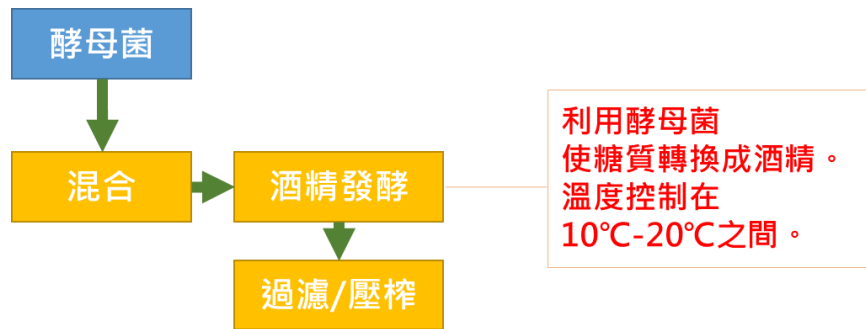 酵母菌
混合
酒精發酵
過濾/壓榨
利用酵母菌
使糖質轉換成酒精。
溫度控制在
10℃-20℃之間。